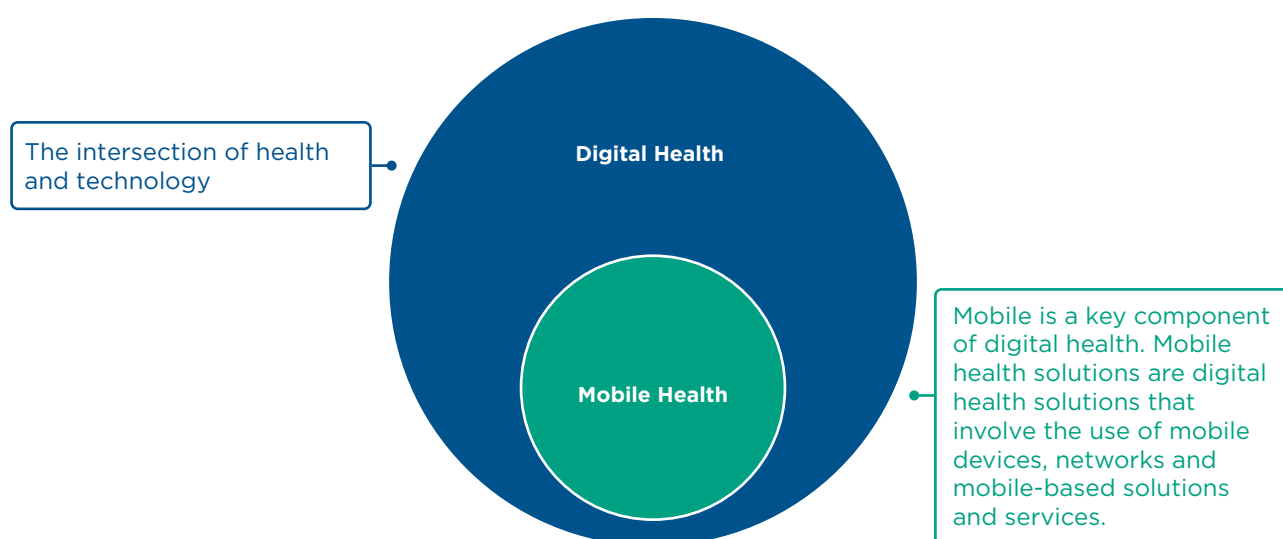 The intersection of health
and technology
Digital Health
Mobile Health
Mobile is a key component
of digital health. Mobile
health solutions are digital
health solutions that
involve the use of mobile
devices, networks and
mobile-based solutions
and services.